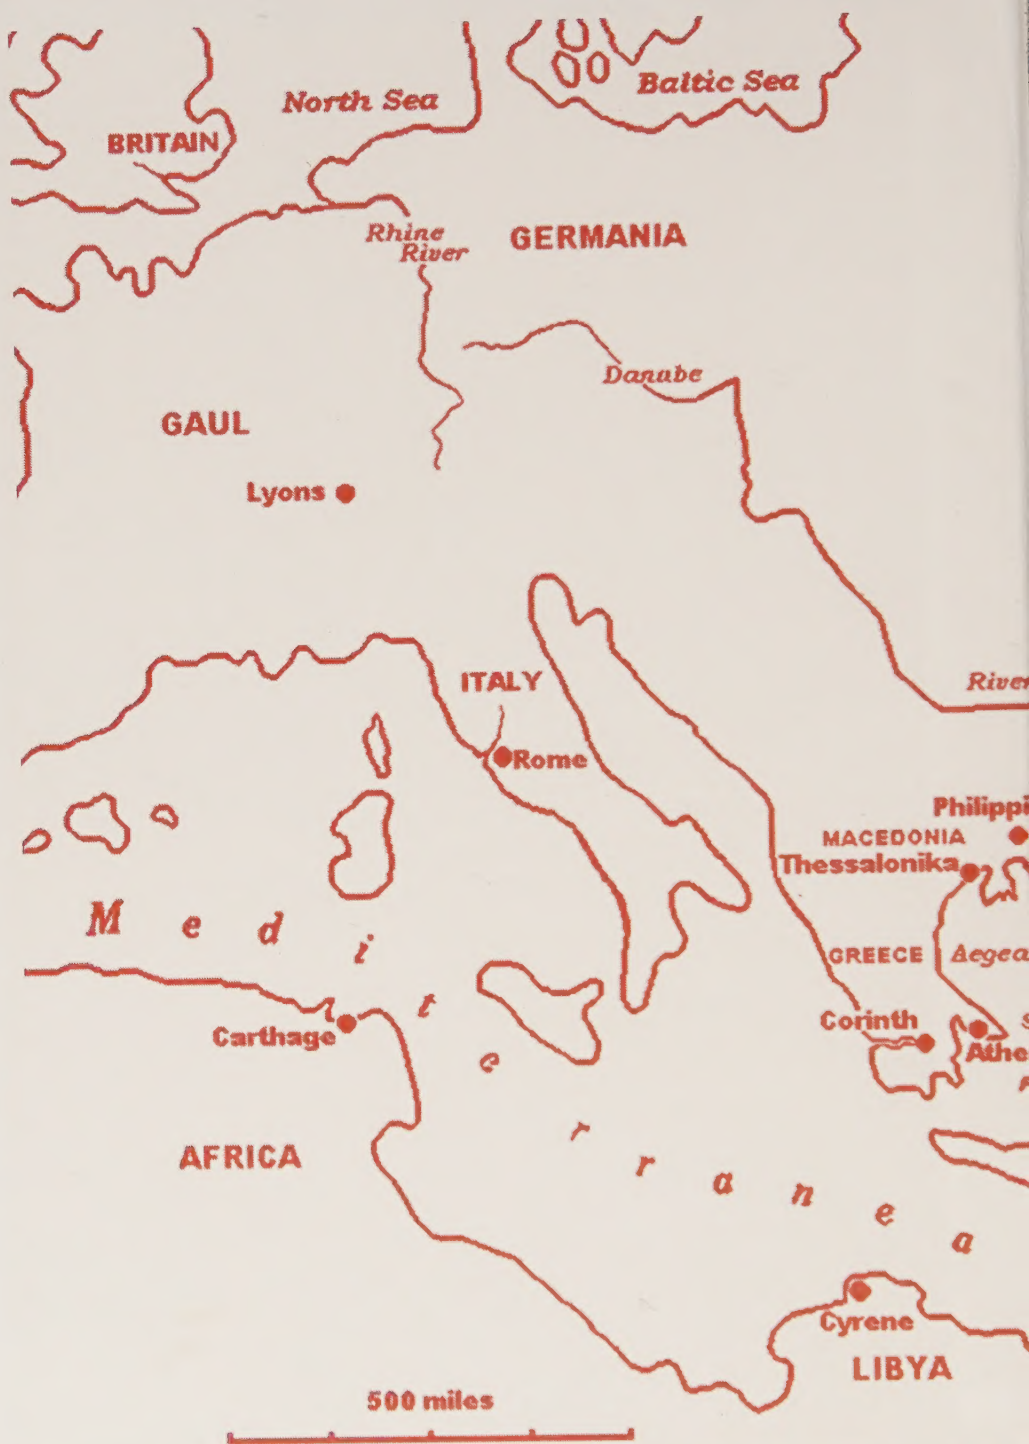 North Sea
Baltic Sea
BRITAIN
Rhine
River
GERMANIA
Danube
GAUL
Lyons
ITALY
River
Rome
Philippi
MACEDONIA
Thessalonika
M e d i t e r r a n e a
GREECE
Aegea
Corinth
Carthage
Athe
AFRICA
Cyrene
LIBYA
500 miles